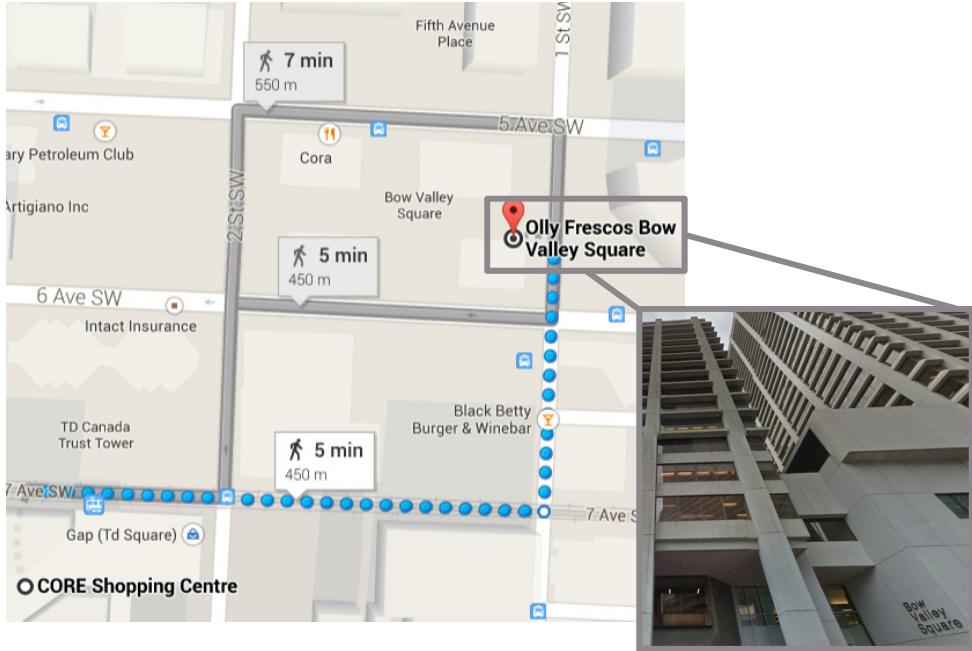 Fifth Avenue
Place
1 St SW
7 min
550 m
5 Ave SW
Cora
ary Petroleum Club
Artigiano Inc
2 St SW
Bow Valley
Square
Olly Frescos Bow
Valley Square
5 min
450 m
6 Ave SW
Intact Insurance
TD Canada
Trust Tower
Black Betty
Burger & Winebar
5 min
450 m
7 Ave SW
7 Ave S
Gap (Td Square)
CORE Shopping Centre
Bow
Valley
Square